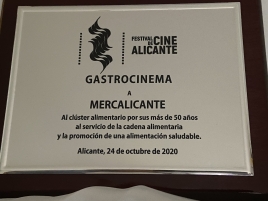 FESTIVAL
DE CINE
ALICANTE
GASTROCINEMA
A
MERCALICANTE
Al clúster alimentario por sus más de 50 años
al servicio de la cadena alimentaria
y la promoción de una alimentación saludable.
Alicante, 24 de octubre de 2020